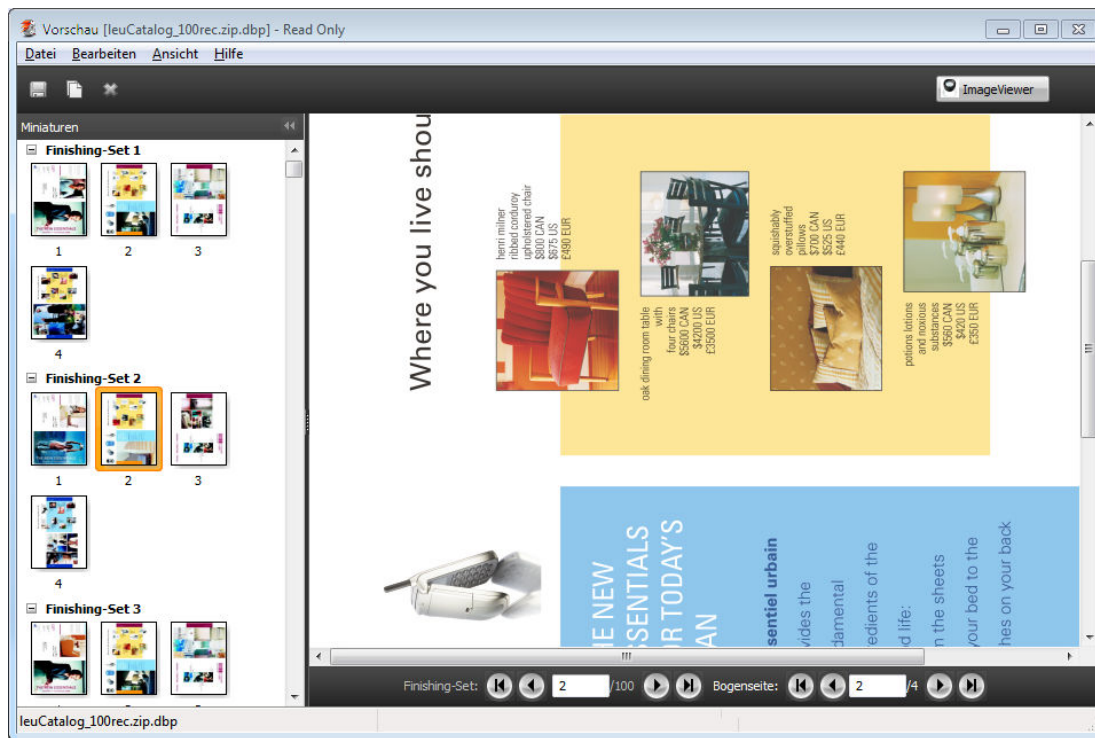 Vorschau [leuCatalog_100rec.zip.dbp] - Read Only
Datei Bearbeiten Ansicht Hilfe
ImageViewer
Miniaturen
Finishing-Set 1
1 2 3
4
Finishing-Set 2
1 2 3
4
Finishing-Set 3
Where you live shou
henri milner
ribbed corduroy
upholstered chair
$800 CAN
$675 US
£490 EUR
oak dining room table
with
four chairs
$5600 CAN
$4200 US
£3500 EUR
squishably
overstuffed
pillows
$700 CAN
$525 US
£440 EUR
potions lotions
and noxious
substances
$560 CAN
$420 US
£350 EUR
HE NEW
SSENTIALS
R TODAY'S
AN
sentiel urbain
vides the
damental
edients of the
d life:
m the sheets
your bed to the
hes on your back
Finishing-Set: 2 /100 Bogenseite: 2 /4
leuCatalog_100rec.zip.dbp